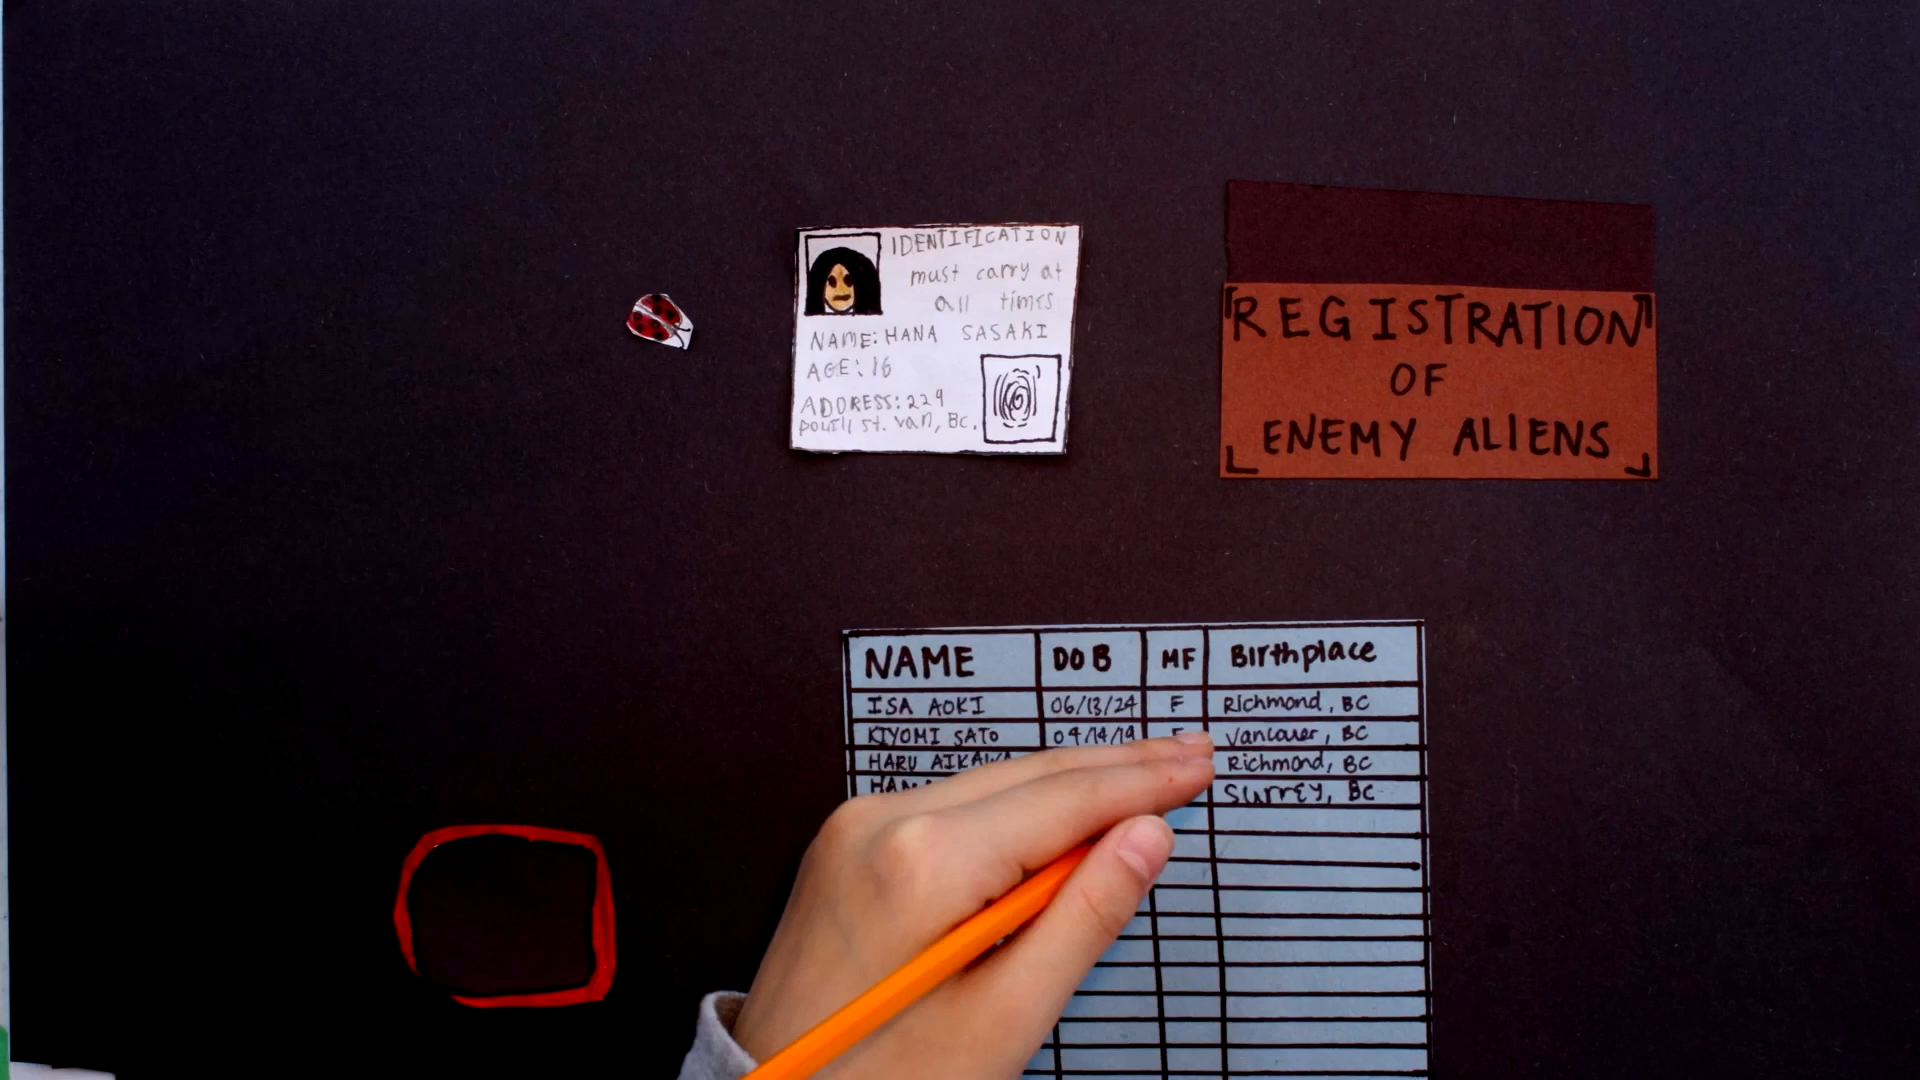 IDENTIFICATION
must carry at
all times
NAME: HANA SASAKI
AGE: 16
ADDRESS: 229
powell st. van, BC.
REGISTRATION
OF
ENEMY ALIENS
NAME DOB MF Birthplace
ISA AOKI 06/13/24 F Richmond, BC
KIYOMI SATO 04/14/19 F Vancouver, BC
HARU AIKAWA Richmond, BC
Surrey, BC